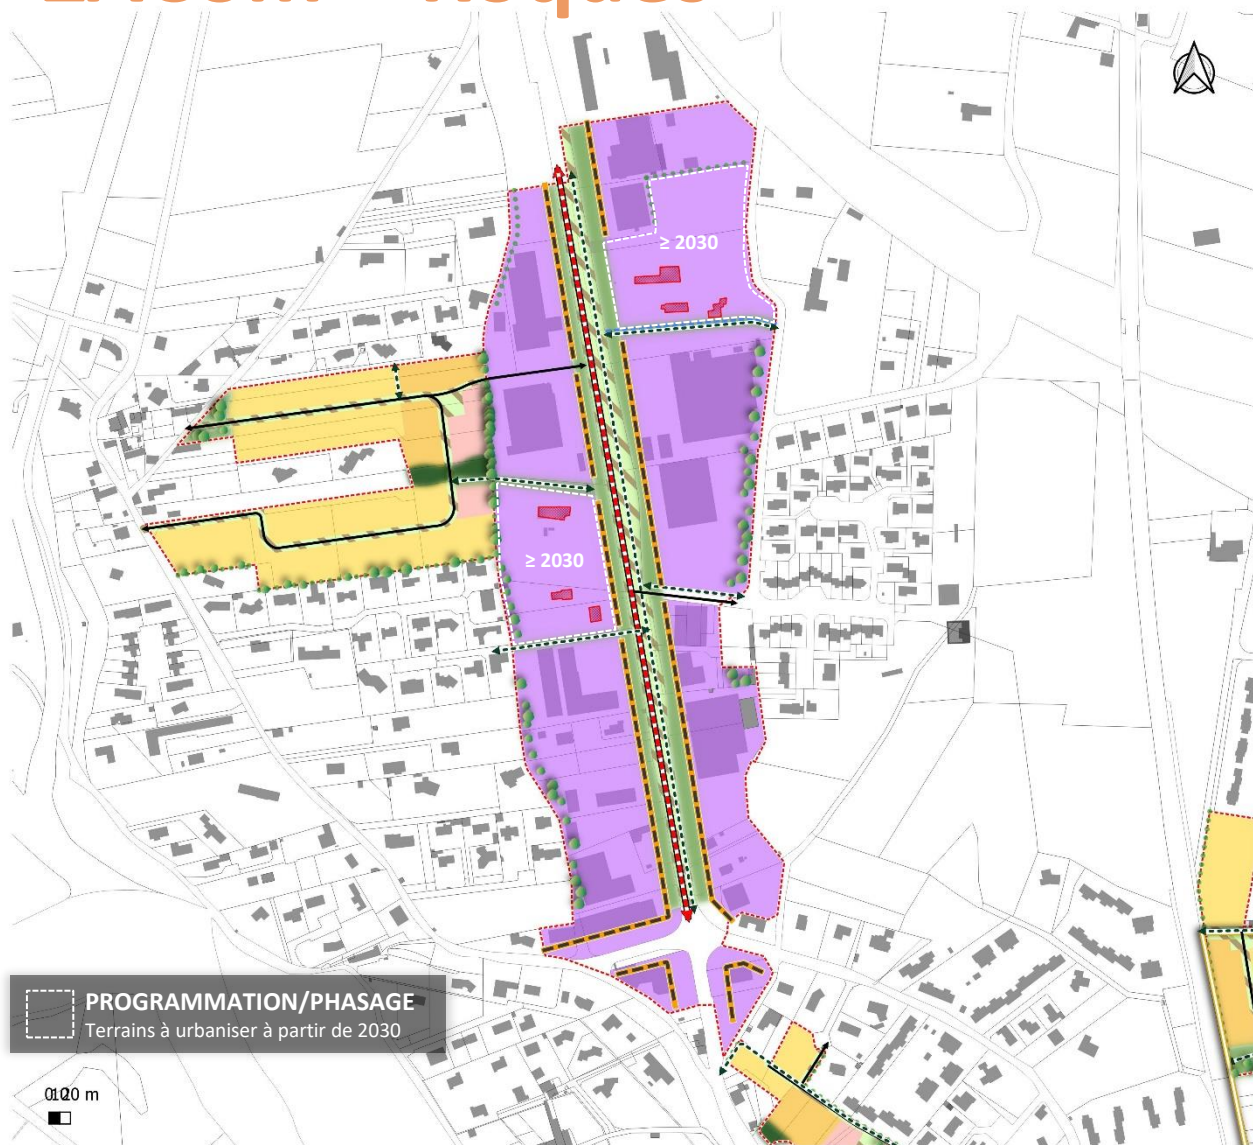 ≥ 2030
≥ 2030
PROGRAMMATION/PHASAGE
Terrains à urbaniser à partir de 2030